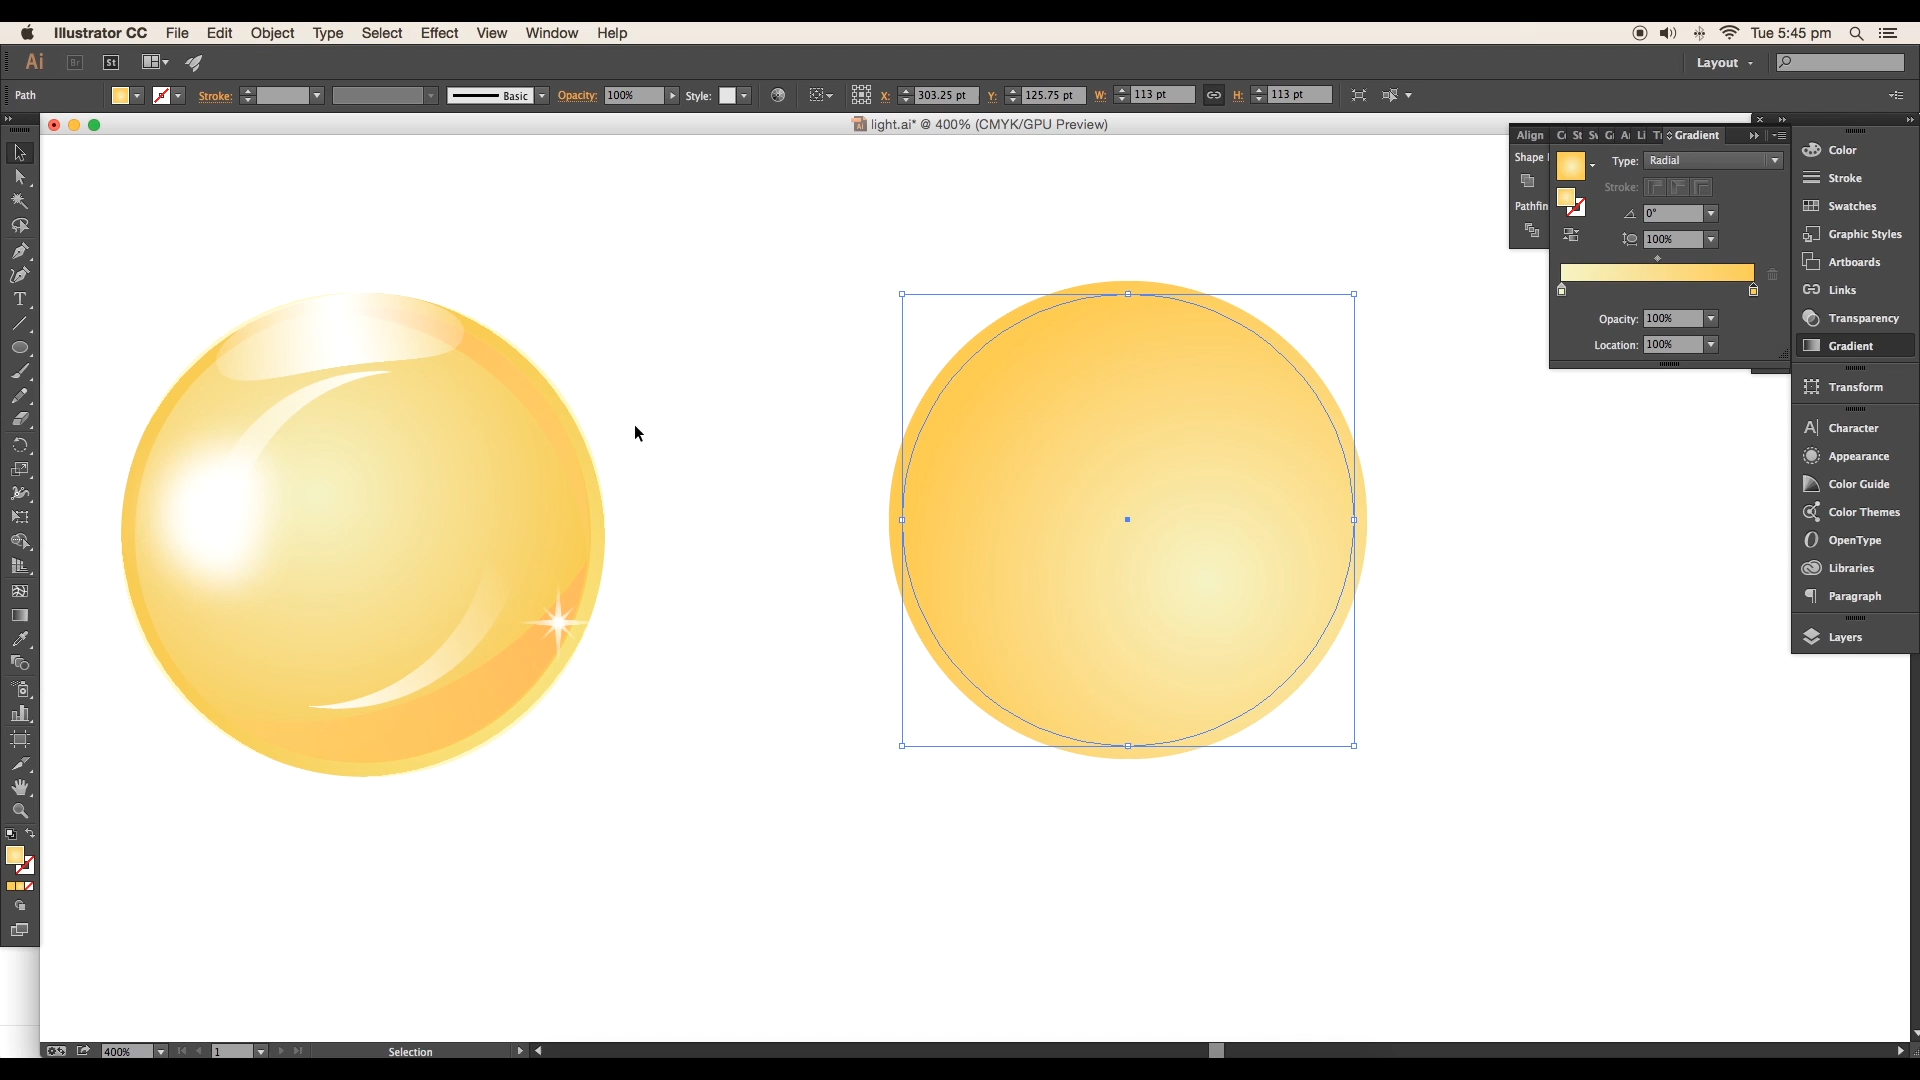 Illustrator CC File Edit Object Type Select Effect View Window Help Tue 5:45 pm
Ai Br St Layout
Path Stroke: Basic Opacity: 100% Style: X: 303.25 pt Y: 125.75 pt W: 113 pt H: 113 pt
light.ai* @ 400% (CMYK/GPU Preview)
Align Gradient
Shape
Pathfin
Type: Radial
Stroke:
0°
100%
Opacity: 100%
Location: 100%
Color
Stroke
Swatches
Graphic Styles
Artboards
Links
Transparency
Gradient
Transform
Character
Appearance
Color Guide
Color Themes
OpenType
Libraries
Paragraph
Layers
400% 1 Selection